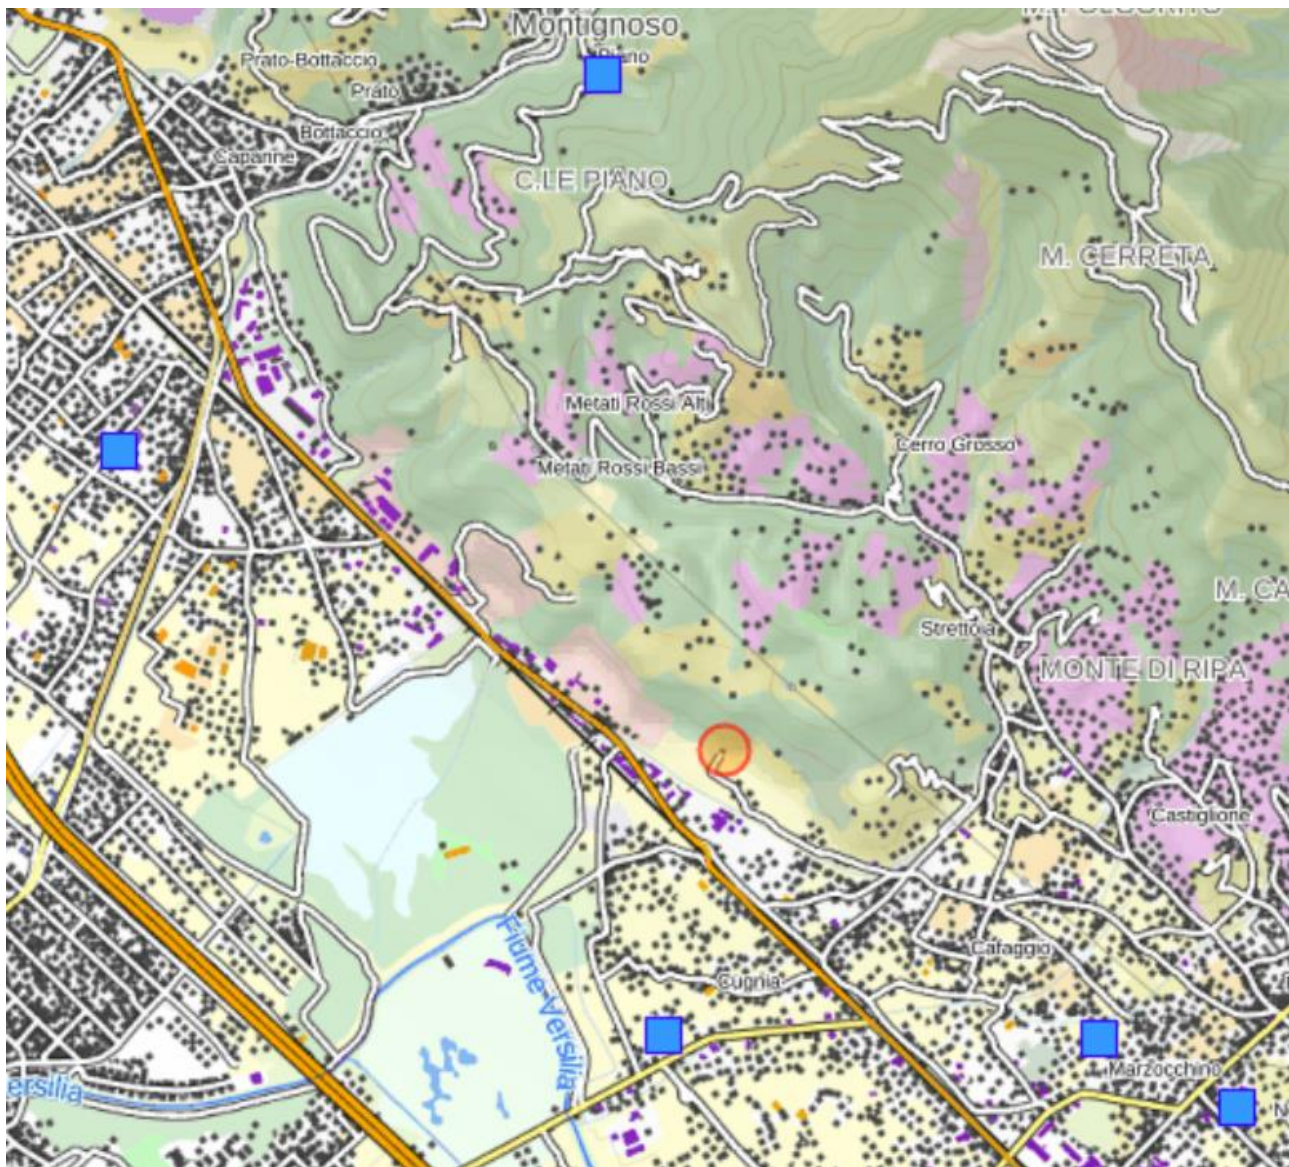 Montignoso
Piano
Prato-Bottaccio
Prato
Bottaccio
Capanne
C.LE PIANO
M. CERRETA
Metati Rossi Alti
Cerro Grosso
Metati Rossi Bassi
M. CA
Strettoia
MONTE DI RIPA
Castiglione
Fiume Versilia
Cafaggio
Cugnia
Marzocchino
ersilia
N